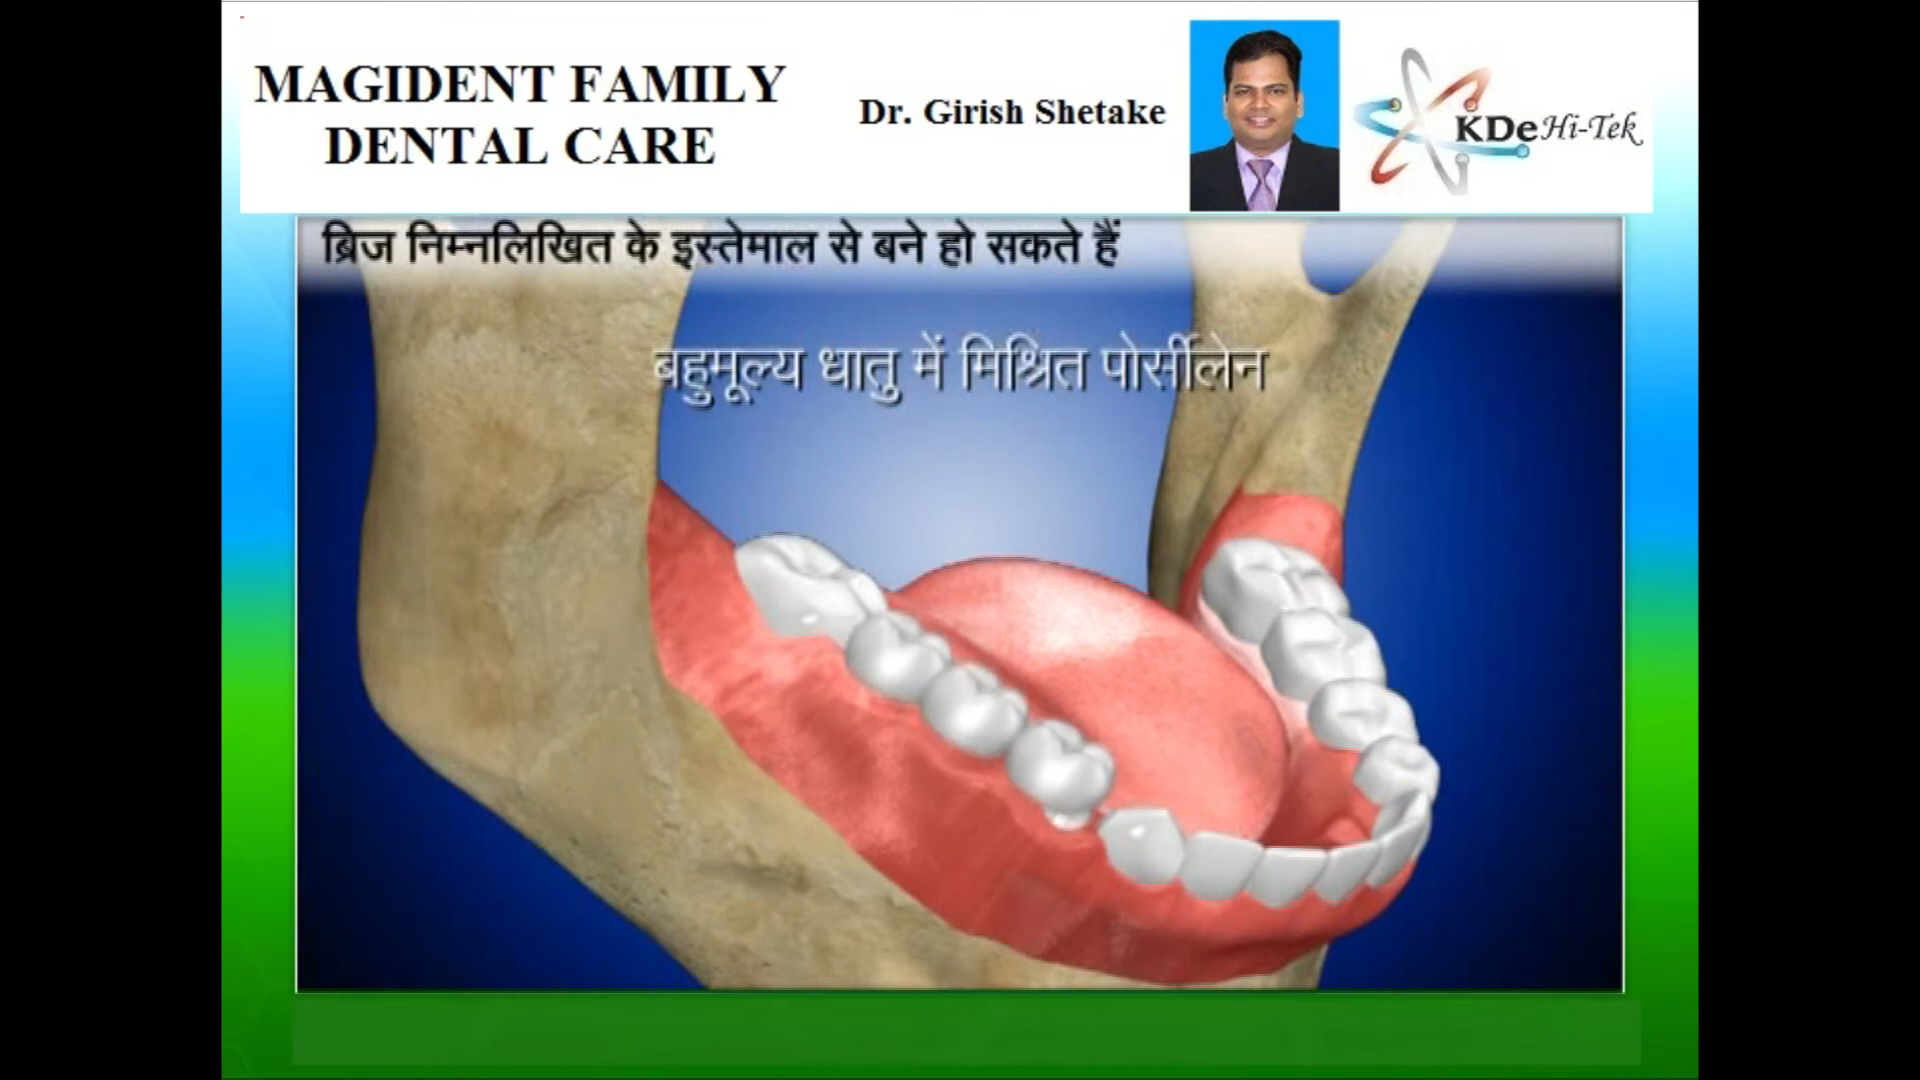 MAGIDENT FAMILY
DENTAL CARE
Dr. Girish Shetake
KDe Hi-Tek
ब्रिज निम्नलिखित के इस्तेमाल से बने हो सकते हैं
बहुमूल्य धातु में मिश्रित पोर्सीलेन